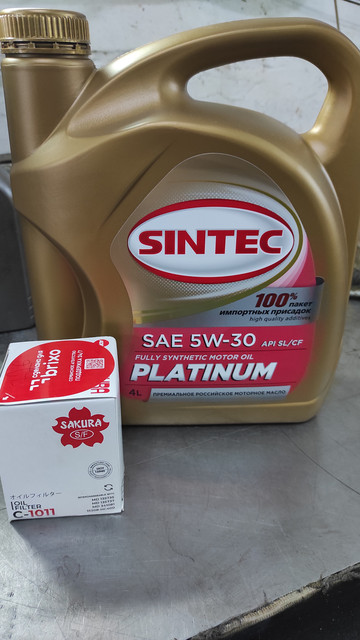 SINTEC
100% пакет
импортных присадок
high quality additives
SAE 5W-30 API SL/CF
FULLY SYNTHETIC MOTOR OIL
PLATINUM
4L
ПРЕМИАЛЬНОЕ РОССИЙСКОЕ МОТОРНОЕ МАСЛО
brixo
SAKURA
S/F
オイルフィルター
OIL
FILTER
C-1011